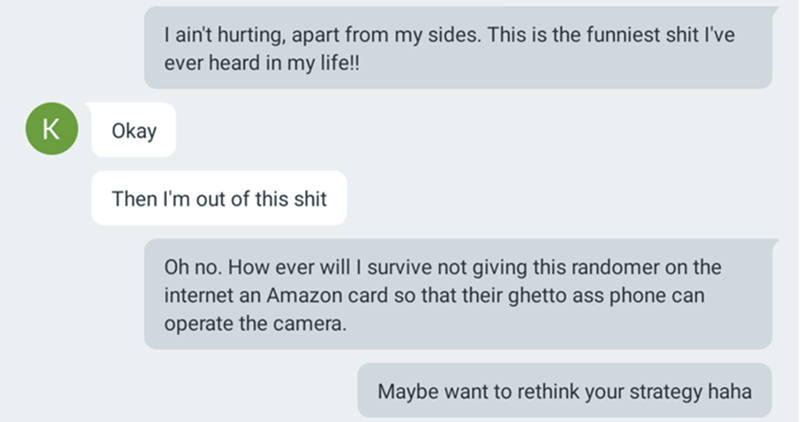 I ain't hurting, apart from my sides. This is the funniest shit I've
ever heard in my life!!
K
Okay
Then I'm out of this shit
Oh no. How ever will I survive not giving this randomer on the
internet an Amazon card so that their ghetto ass phone can
operate the camera.
Maybe want to rethink your strategy haha